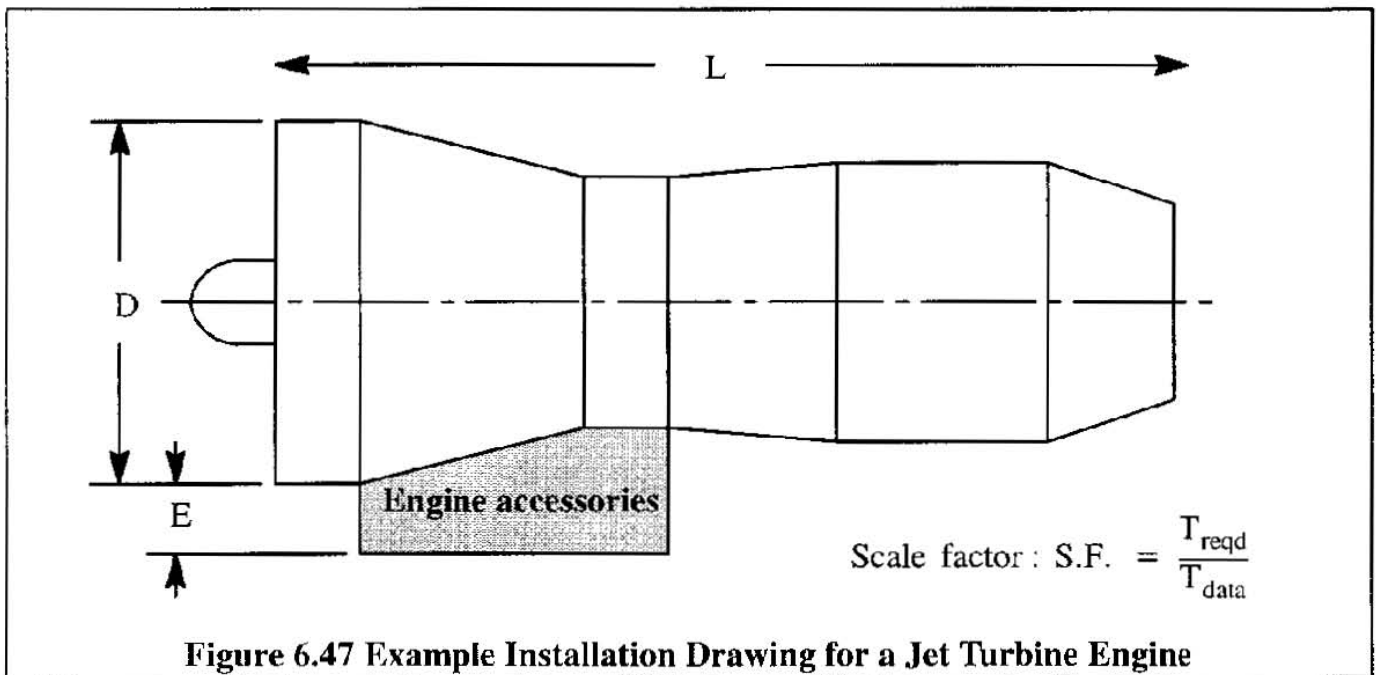 L
D
E
Engine accessories
Scale factor : S.F. = T_reqd / T_data
Figure 6.47 Example Installation Drawing for a Jet Turbine Engine